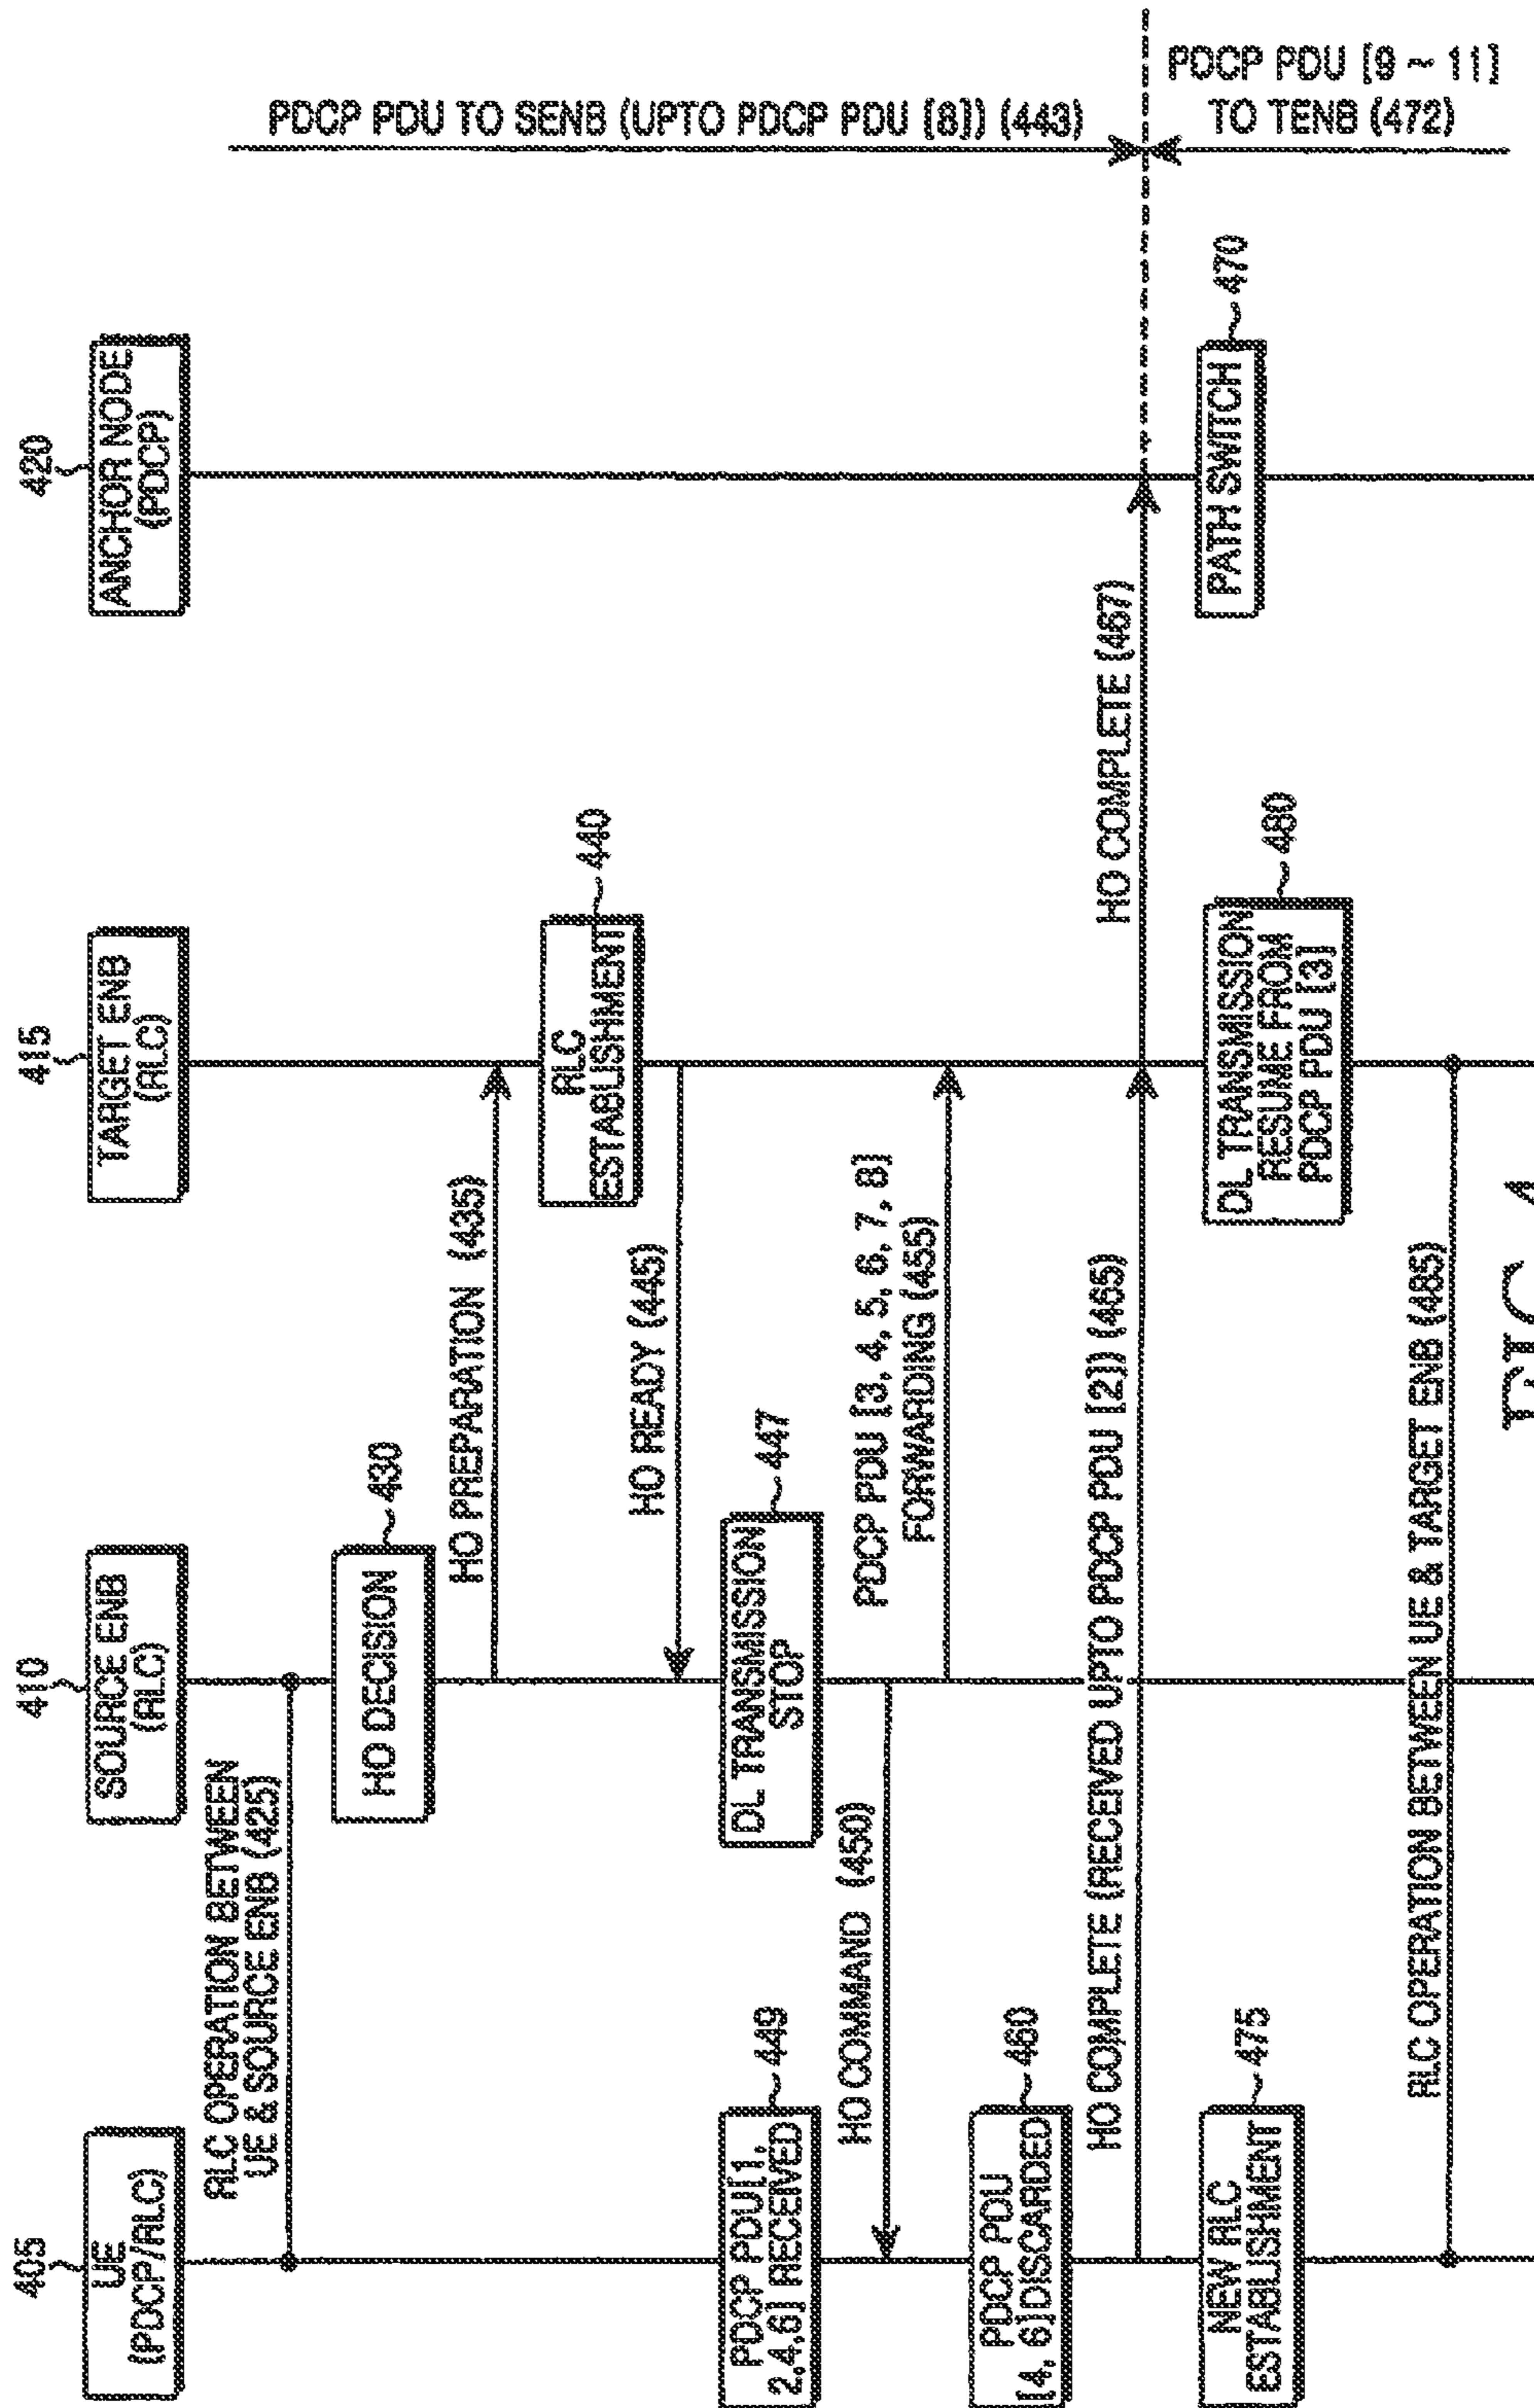 405
UE
(PDCP/RLC)
410
SOURCE ENB
(RLC)
415
TARGET ENB
(RLC)
420
ANCHOR NODE
(PDCP)
PDCP PDU TO SENB (UPTO PDCP PDU [8]) (443)
PDCP PDU [9 ~ 11]
TO TENB (472)
RLC OPERATION BETWEEN
UE & SOURCE ENB (425)
HO DECISION
430
HO PREPARATION (435)
RLC
ESTABLISHMENT
440
HO READY (445)
DL TRANSMISSION
STOP
447
PDCP PDU[1,
2,4,6] RECEIVED
449
HO COMMAND (450)
PDCP PDU [3, 4, 5, 6, 7, 8]
FORWARDING (455)
PDCP PDU
[4, 6]DISCARDED
460
HO COMPLETE (RECEIVED UPTO PDCP PDU [2]) (465)
HO COMPLETE (467)
PATH SWITCH
470
NEW RLC
ESTABLISHMENT
475
DL TRANSMISSION
RESUME FROM
PDCP PDU [3]
480
RLC OPERATION BETWEEN UE & TARGET ENB (485)